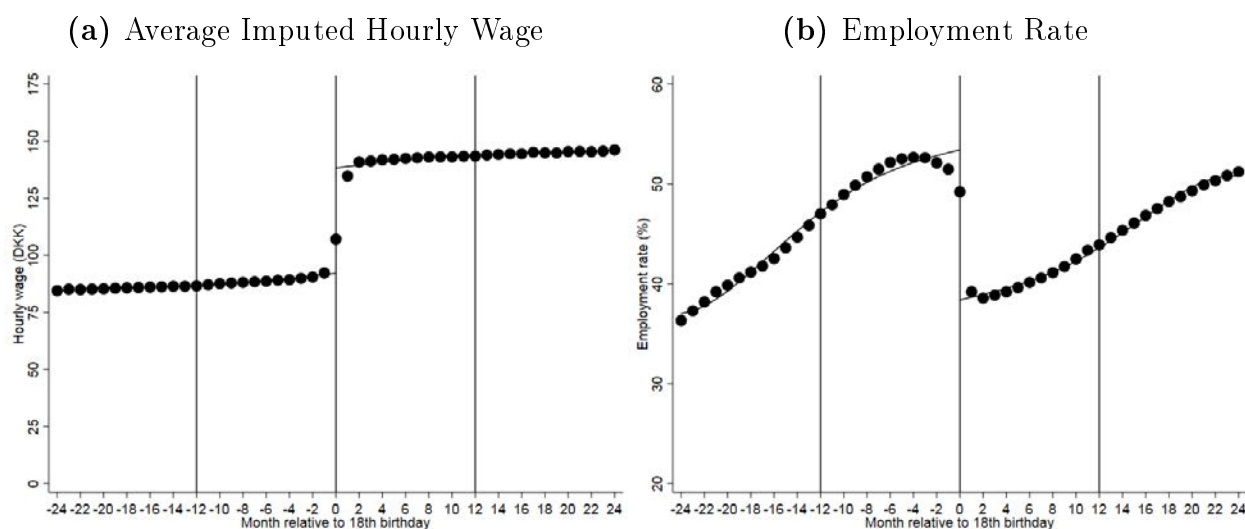 (a) Average Imputed Hourly Wage
Hourly wage (DKK)
175
150
125
100
75
50
25
0
-24 -22 -20 -18 -16 -14 -12 -10 -8 -6 -4 -2 0 2 4 6 8 10 12 14 16 18 20 22 24
Month relative to 18th birthday
(b) Employment Rate
Employment rate (%)
60
50
40
30
20
-24 -22 -20 -18 -16 -14 -12 -10 -8 -6 -4 -2 0 2 4 6 8 10 12 14 16 18 20 22 24
Month relative to 18th birthday